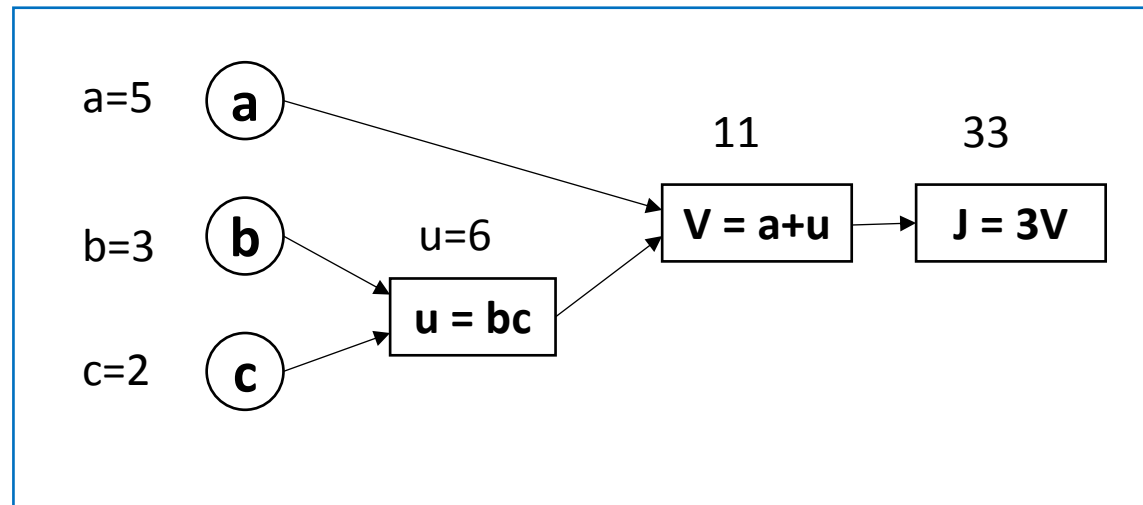 a=5
a
11
33
V = a+u
J = 3V
b=3
b
u=6
u = bc
c=2
c